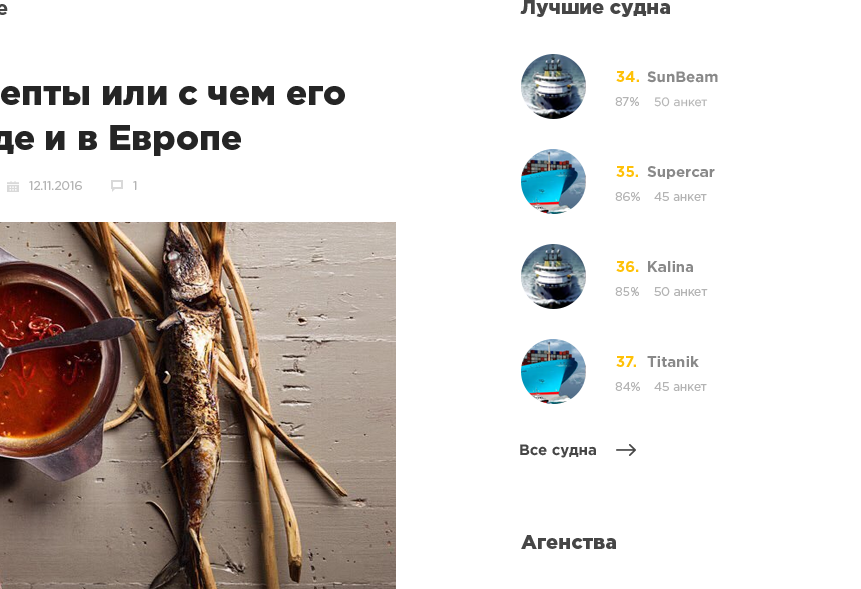 е
епты или с чем его
де и в Европе
12.11.2016 1
Лучшие судна
34. SunBeam
87% 50 анкет
35. Supercar
86% 45 анкет
36. Kalina
85% 50 анкет
37. Titanik
84% 45 анкет
Все судна
Агенства